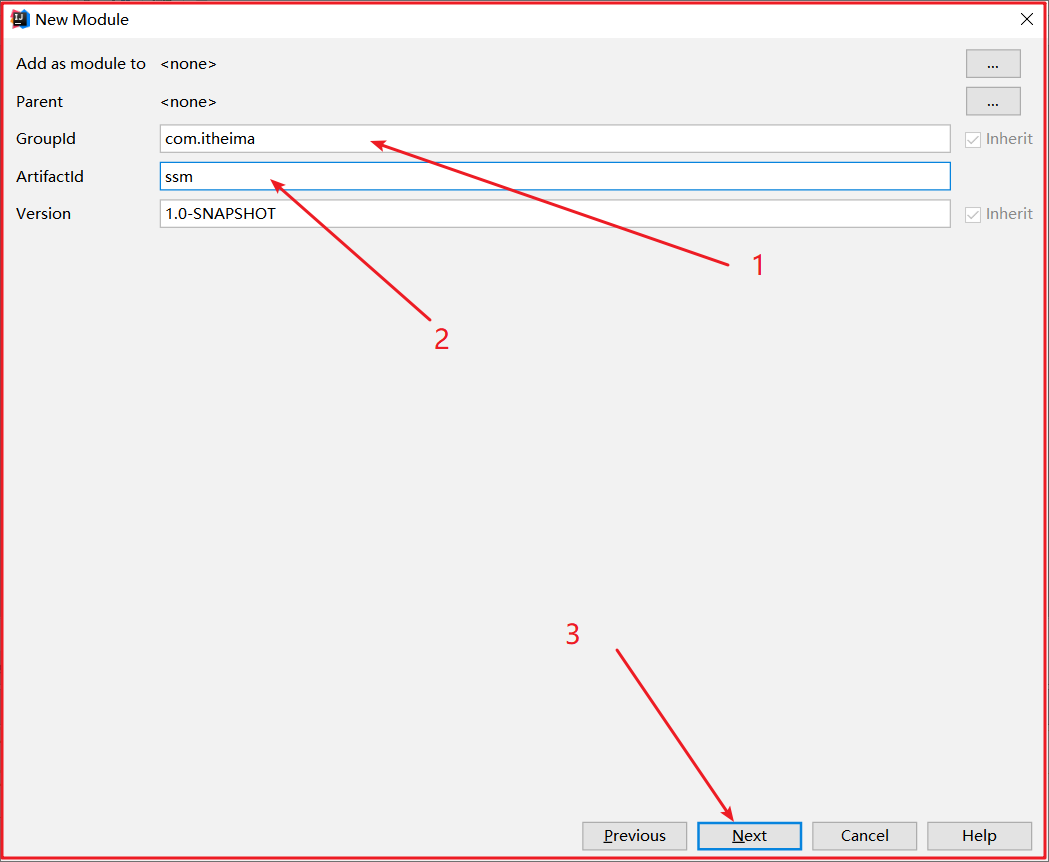 New Module
Add as module to <none> ...
Parent <none> ...
GroupId com.itheima Inherit
ArtifactId ssm
Version 1.0-SNAPSHOT Inherit
1
2
3
Previous Next Cancel Help